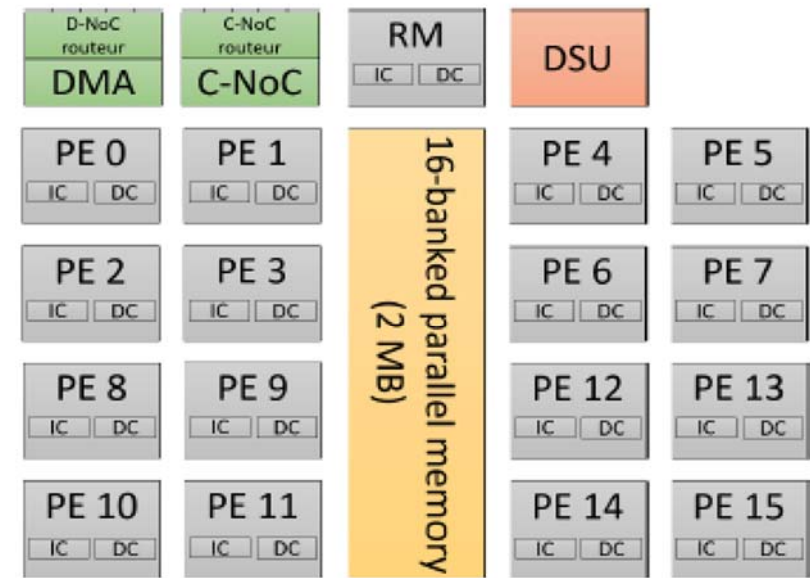 D-NoC
routeur
DMA
C-NoC
routeur
C-NoC
RM
IC DC
DSU
PE 0
IC DC
PE 1
IC DC
16-banked parallel memory
(2 MB)
PE 4
IC DC
PE 5
IC DC
PE 2
IC DC
PE 3
IC DC
PE 6
IC DC
PE 7
IC DC
PE 8
IC DC
PE 9
IC DC
PE 12
IC DC
PE 13
IC DC
PE 10
IC DC
PE 11
IC DC
PE 14
IC DC
PE 15
IC DC